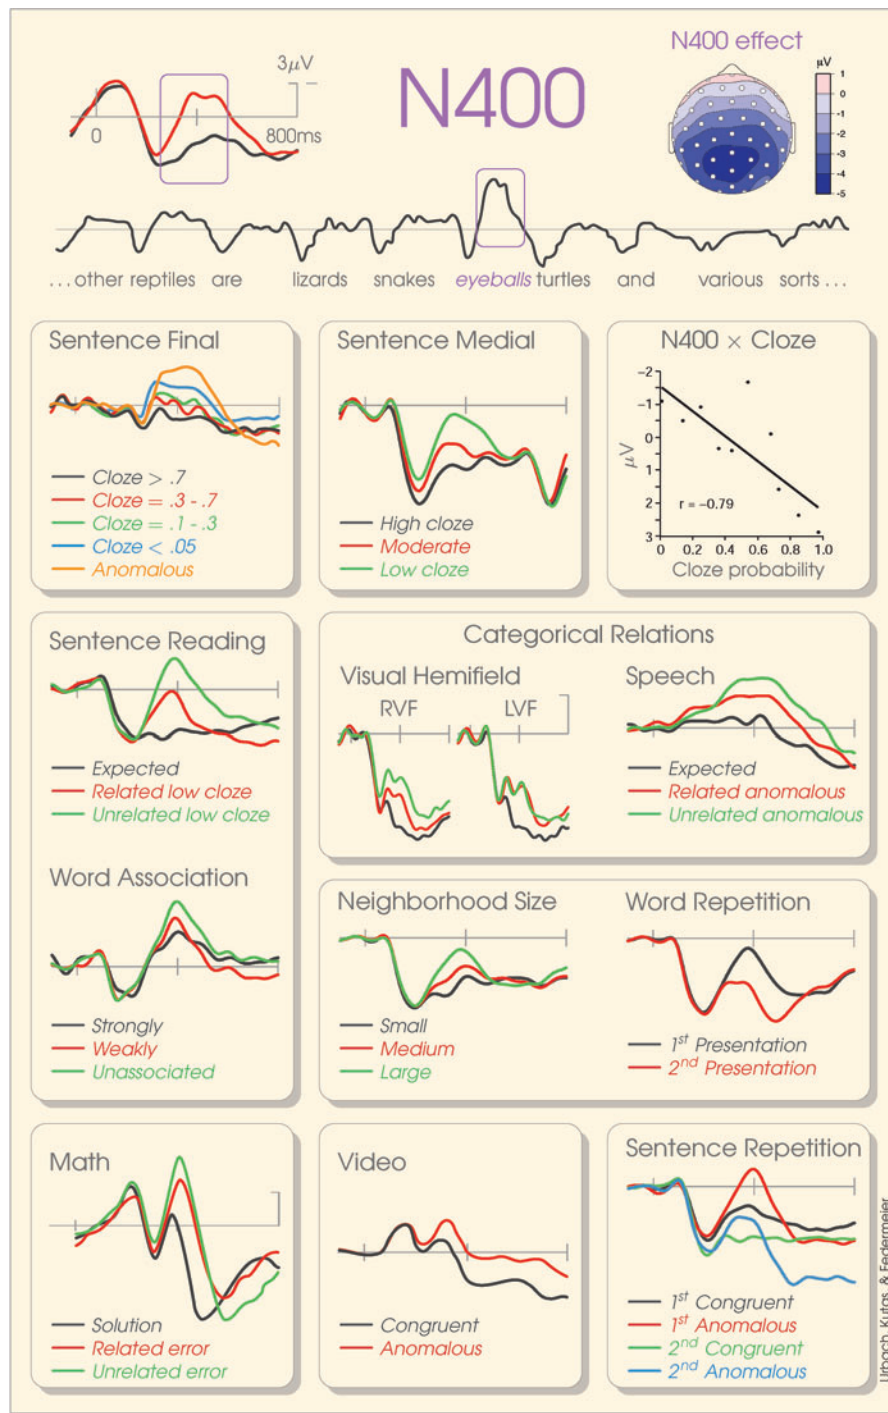 N400
3μV
0
800ms
N400 effect
μV
1
0
-1
-2
-3
-4
-5
... other reptiles are lizards snakes eyeballs turtles and various sorts ...
Sentence Final
Cloze > .7
Cloze = .3 - .7
Cloze = .1 - .3
Cloze < .05
Anomalous
Sentence Medial
High cloze
Moderate
Low cloze
N400 × Cloze
−2
−1
0
1
2
3
μV
r = −0.79
0 0.2 0.4 0.6 0.8 1.0
Cloze probability
Sentence Reading
Expected
Related low cloze
Unrelated low cloze
Word Association
Strongly
Weakly
Unassociated
Categorical Relations
Visual Hemifield
RVF
LVF
Speech
Expected
Related anomalous
Unrelated anomalous
Neighborhood Size
Small
Medium
Large
Word Repetition
1st Presentation
2nd Presentation
Math
Solution
Related error
Unrelated error
Video
Congruent
Anomalous
Sentence Repetition
1st Congruent
1st Anomalous
2nd Congruent
2nd Anomalous
Urbach, Kutas, & Federmeier